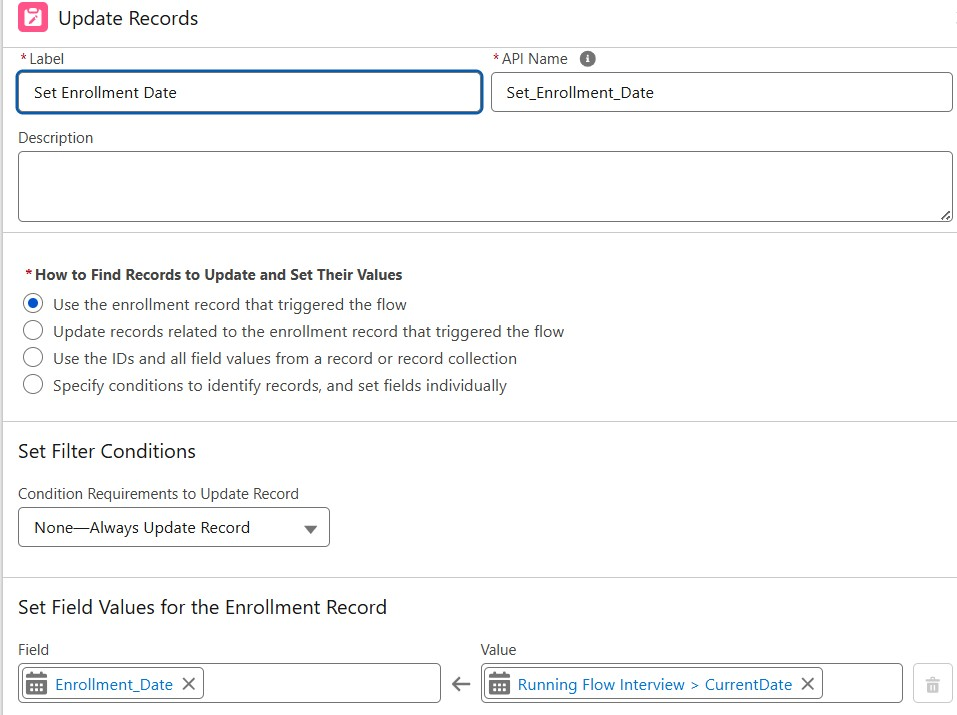 Update Records
* Label
* API Name
Set Enrollment Date
Set_Enrollment_Date
Description
* How to Find Records to Update and Set Their Values
Use the enrollment record that triggered the flow
Update records related to the enrollment record that triggered the flow
Use the IDs and all field values from a record or record collection
Specify conditions to identify records, and set fields individually
Set Filter Conditions
Condition Requirements to Update Record
None—Always Update Record
Set Field Values for the Enrollment Record
Field
Value
Enrollment_Date
Running Flow Interview > CurrentDate